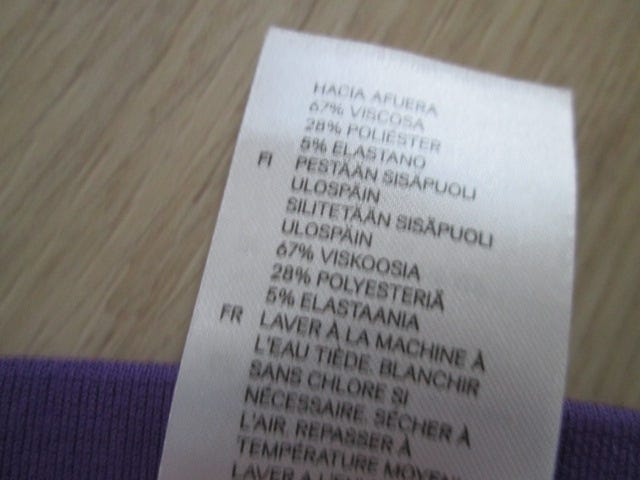 HACIA AFUERA
67% VISCOSA
28% POLIÉSTER
5% ELASTANO
FI PESTÄÄN SISÄPUOLI
ULOSPÄIN
SILITETÄÄN SISÄPUOLI
ULOSPÄIN
67% VISKOOSIA
28% POLYESTERIÄ
5% ELASTAANIA
FR LAVER À LA MACHINE À
L'EAU TIÈDE. BLANCHIR
SANS CHLORE SI
NÉCESSAIRE. SÉCHER À
L'AIR. REPASSER À
TEMPÉRATURE
LAVER À